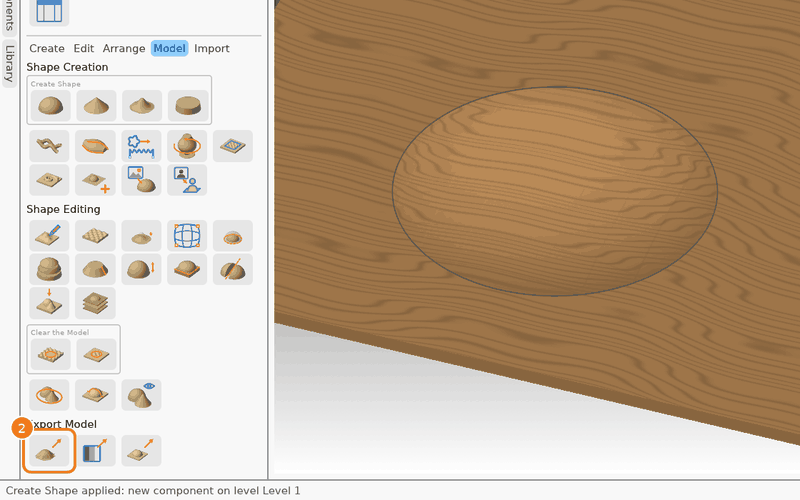 nents
Library
Create Edit Arrange Model Import
Shape Creation
Create Shape
Shape Editing
Clear the Model
2
xport Model
Create Shape applied: new component on level Level 1